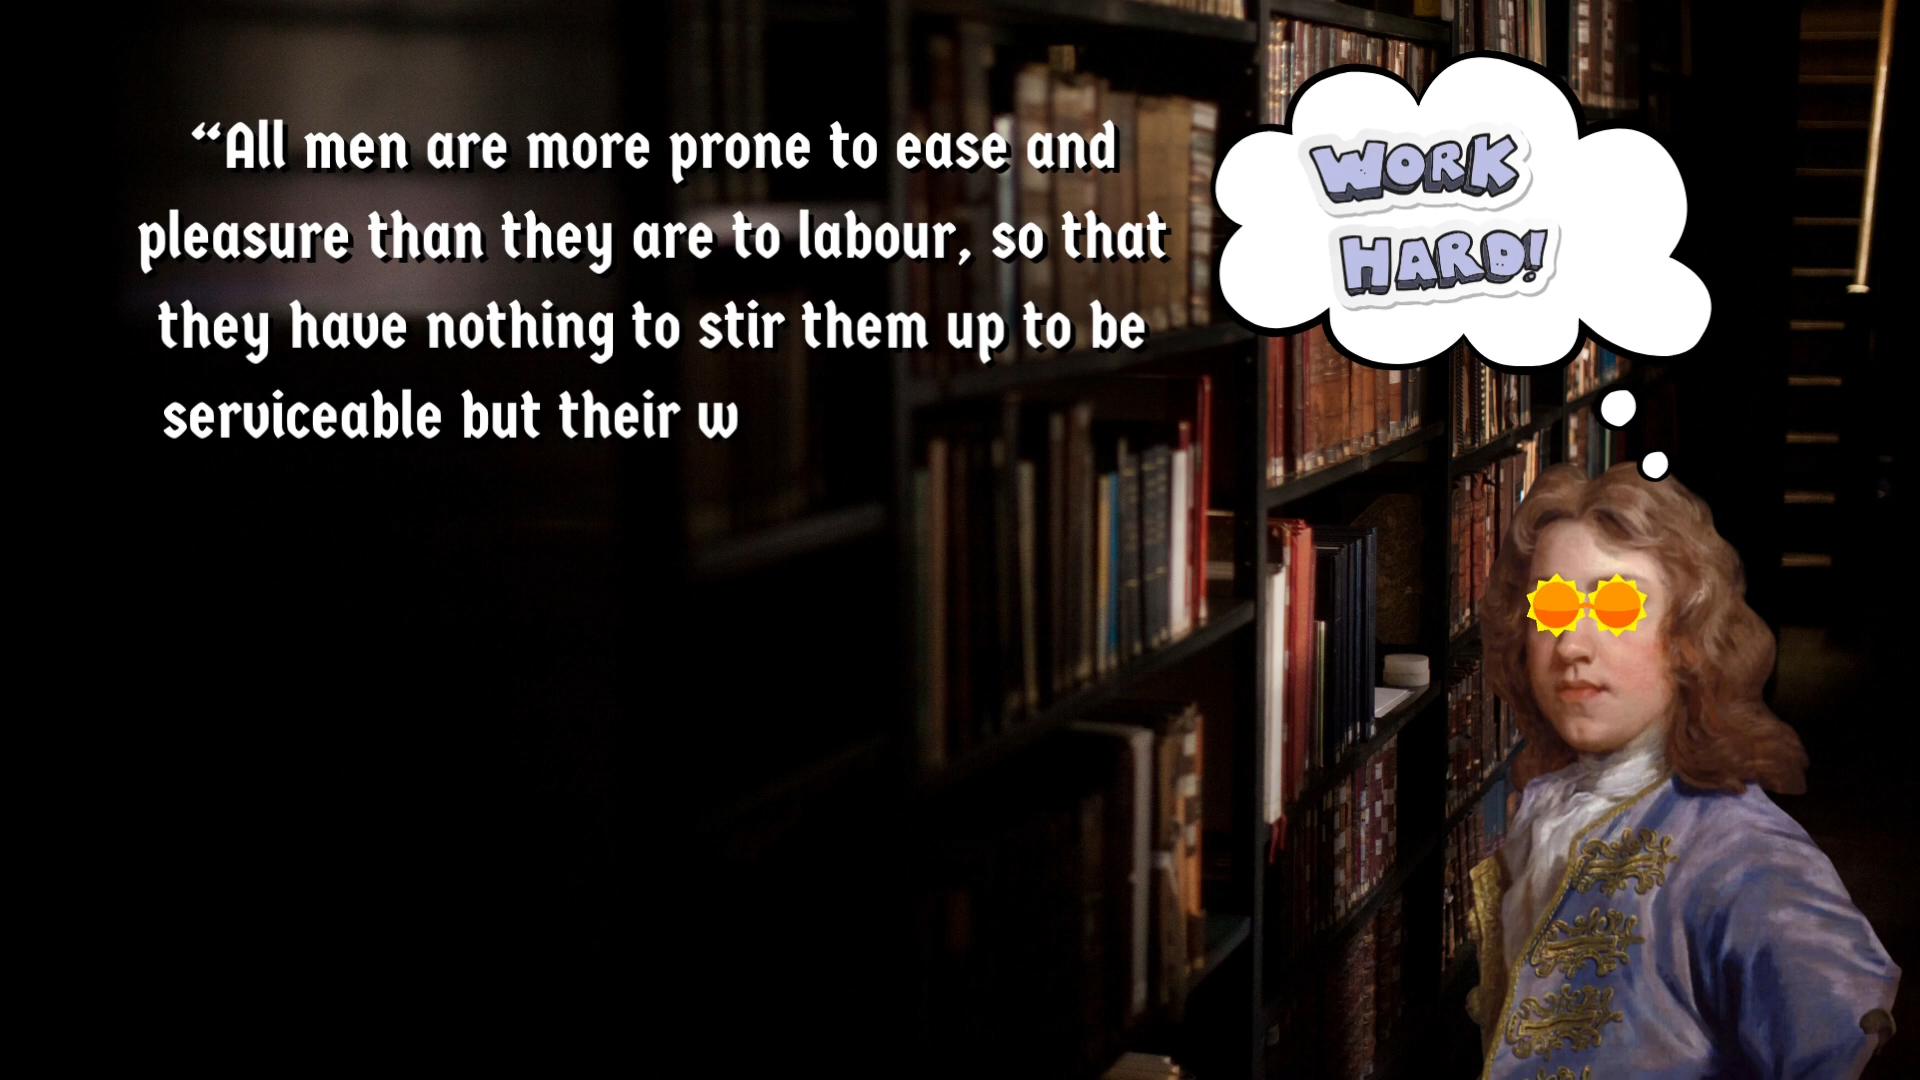 “All men are more prone to ease and
pleasure than they are to labour, so that
they have nothing to stir them up to be
serviceable but their w
WORK
HARD!